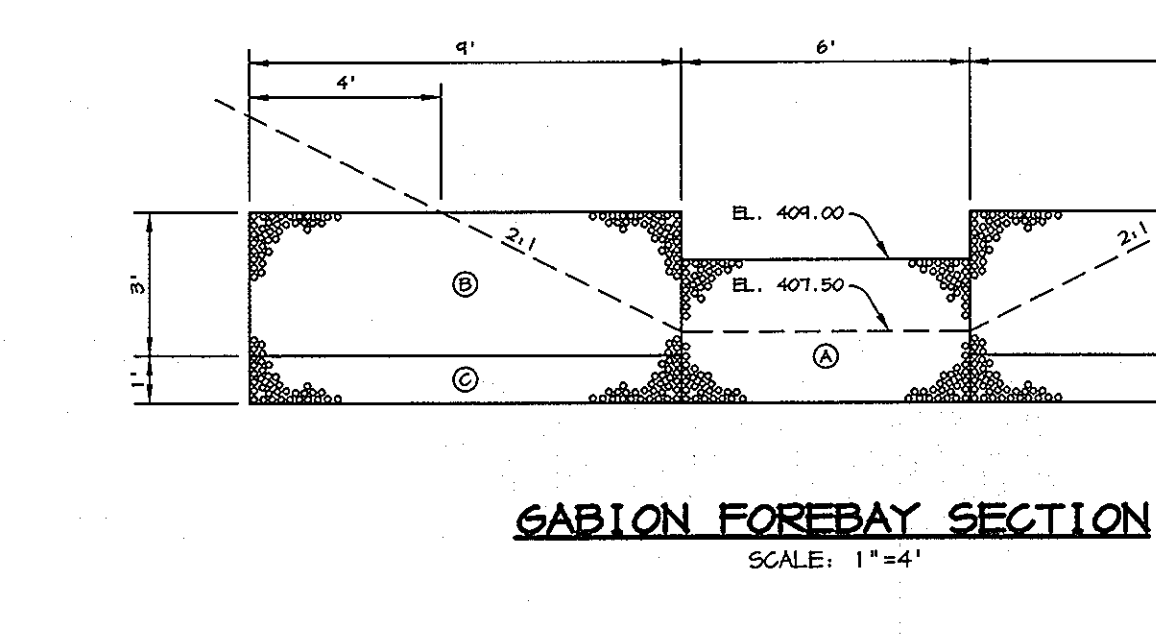 9'
6'
4'
EL. 409.00
2:1
2:1
3'
B
EL. 407.50
A
1'
C
GABION FOREBAY SECTION
SCALE: 1"=4'